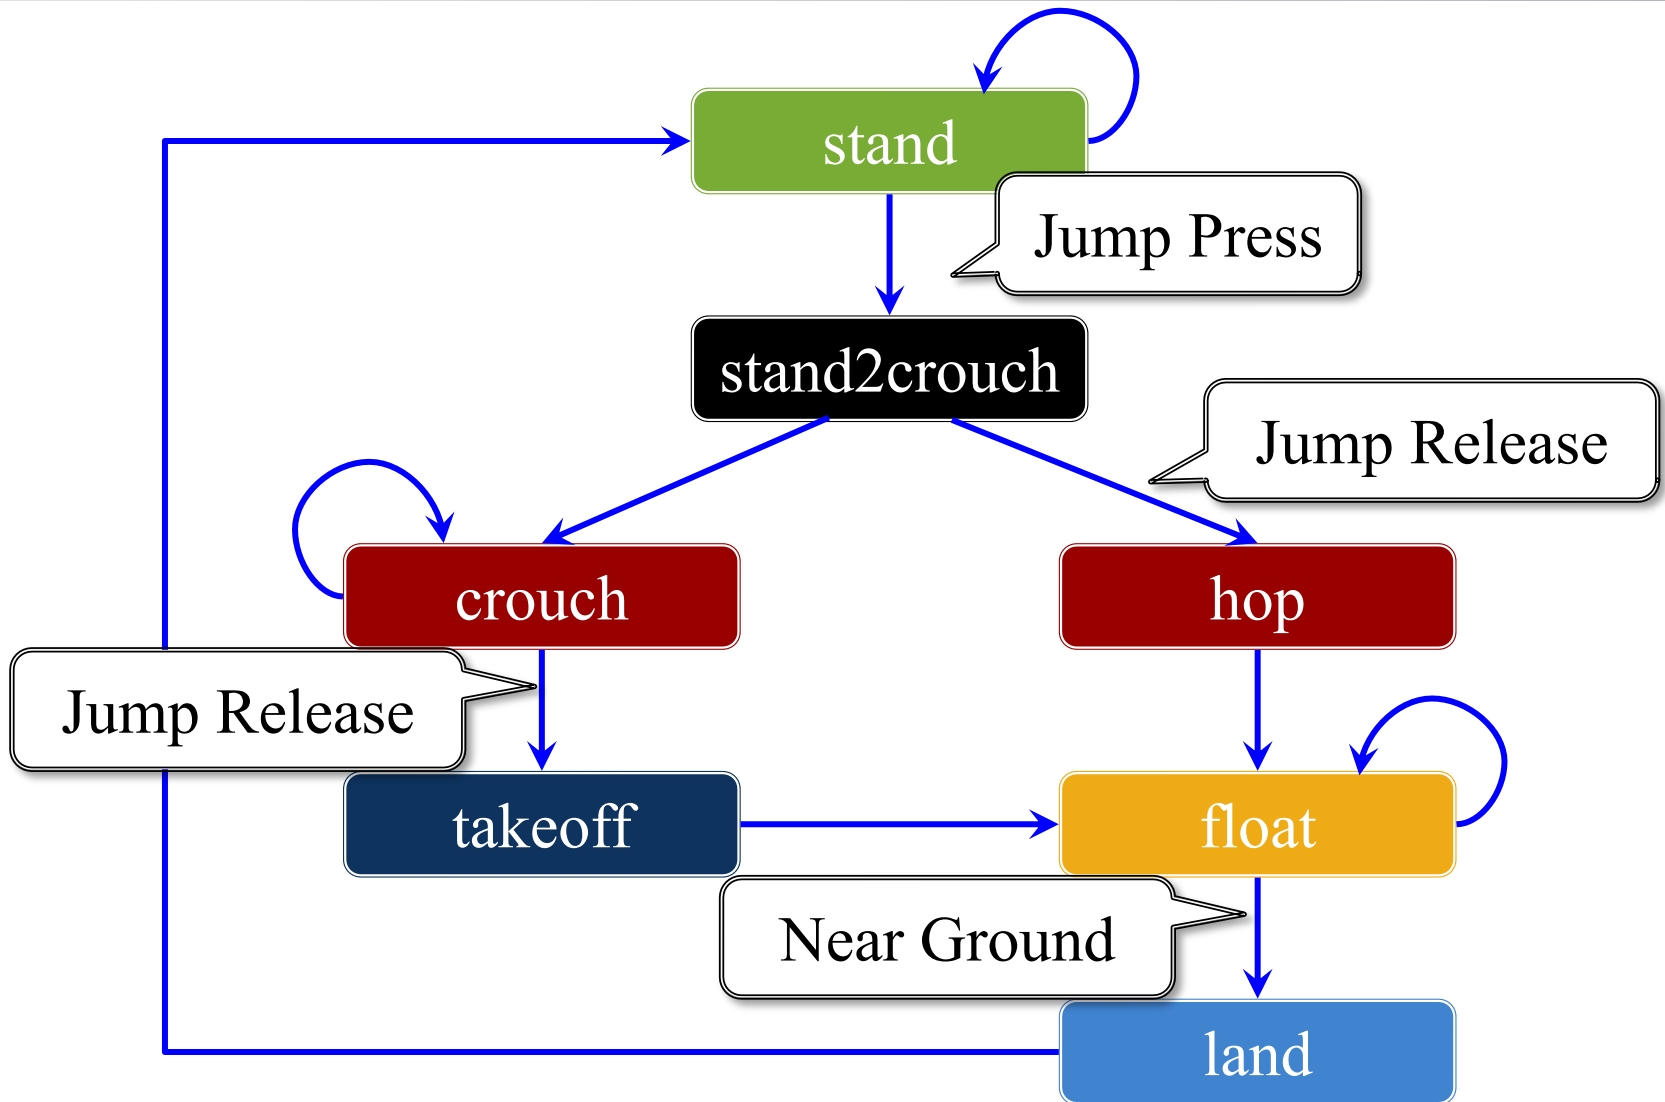 stand
Jump Press
stand2crouch
Jump Release
crouch
hop
Jump Release
takeoff
float
Near Ground
land